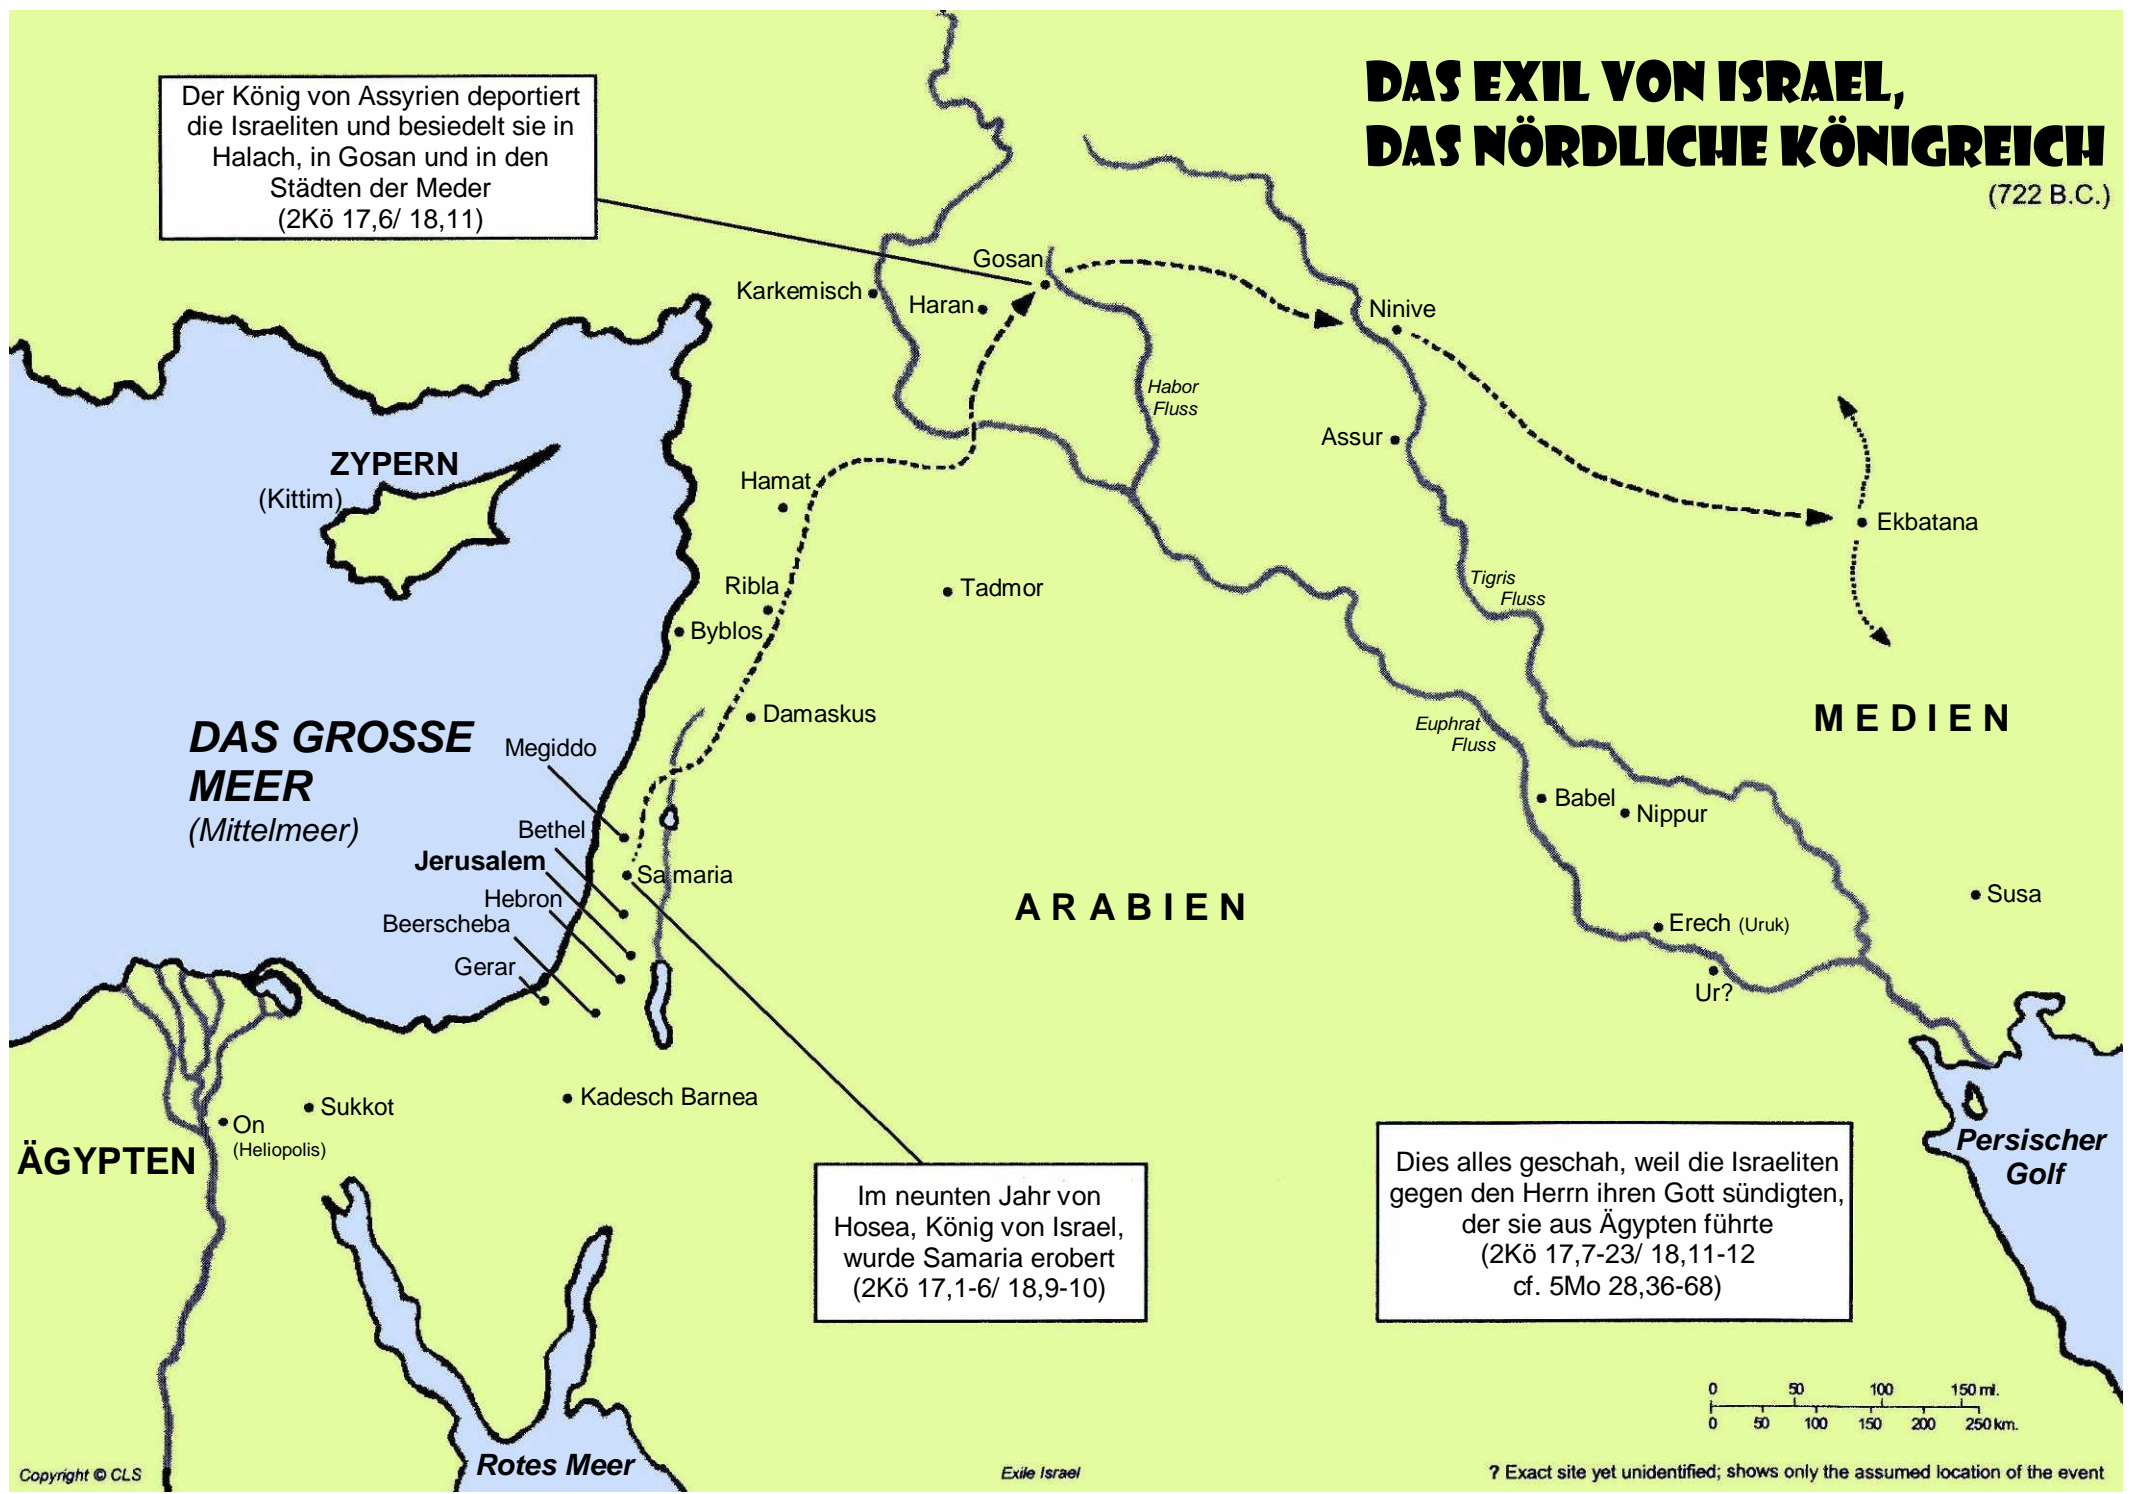 DAS EXIL VON ISRAEL,
DAS NÖRDLICHE KÖNIGREICH
(722 B.C.)
Der König von Assyrien deportiert
die Israeliten und besiedelt sie in
Halach, in Gosan und in den
Städten der Meder
(2Kö 17,6/ 18,11)
Gosan
Karkemisch
Haran
Ninive
Habor
Fluss
Assur
ZYPERN
(Kittim)
Hamat
Ekbatana
Ribla
Tadmor
Tigris
Fluss
Byblos
DAS GROSSE
MEER
(Mittelmeer)
Damaskus
MEDIEN
Euphrat
Fluss
Megiddo
Babel
Nippur
Bethel
Jerusalem
Samaria
Hebron
Beerscheba
Gerar
ARABIEN
Susa
Erech (Uruk)
Ur?
Kadesch Barnea
Sukkot
On
(Heliopolis)
ÄGYPTEN
Persischer
Golf
Im neunten Jahr von
Hosea, König von Israel,
wurde Samaria erobert
(2Kö 17,1-6/ 18,9-10)
Dies alles geschah, weil die Israeliten
gegen den Herrn ihren Gott sündigten,
der sie aus Ägypten führte
(2Kö 17,7-23/ 18,11-12
cf. 5Mo 28,36-68)
0 50 100 150 ml.
0 50 100 150 200 250 km.
Rotes Meer
Copyright © CLS
Exile Israel
? Exact site yet unidentified; shows only the assumed location of the event